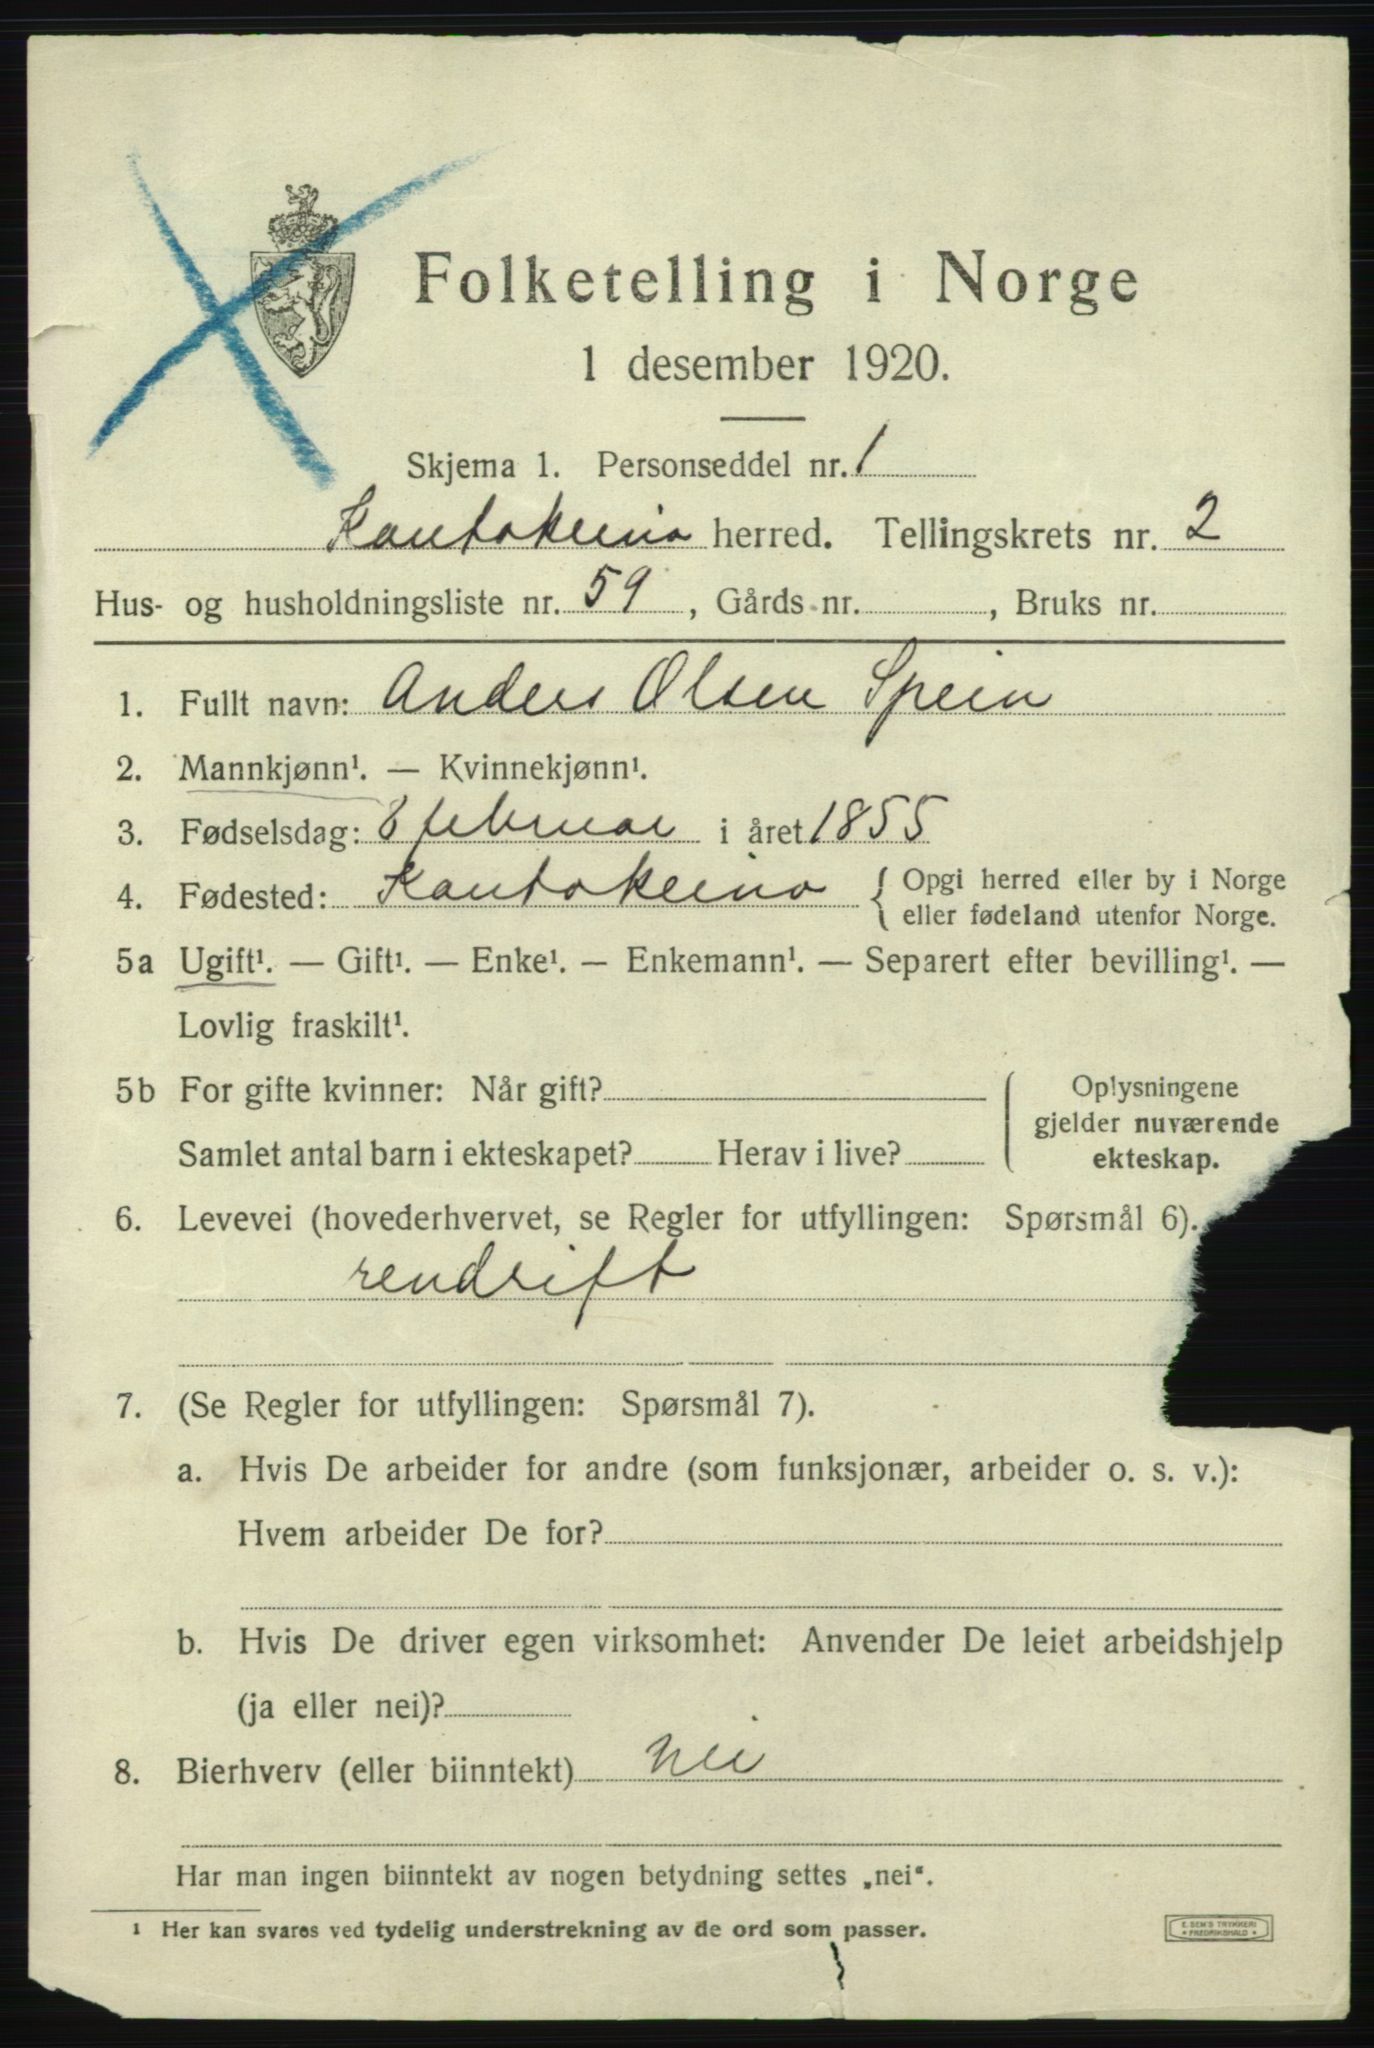 Folketelling i Norge
1 desember 1920.
Skjema 1. Personseddel nr. 1
Kautokeino herred. Tellingskrets nr. 2
Hus- og husholdningsliste nr. 59, Gårds nr. , Bruks nr.
1. Fullt navn: Anders Olsen Spein
2. Mannkjønn¹. — Kvinnekjønn¹.
3. Fødselsdag: 8 februar i året 1855
4. Fødested: Kautokeino { Opgi herred eller by i Norge
eller fødeland utenfor Norge.
5a Ugift¹. — Gift¹. — Enke¹. — Enkemann¹. — Separert efter bevilling¹. —
Lovlig fraskilt¹.
5b For gifte kvinner: Når gift? Oplysningene
gjelder nuværende
Samlet antal barn i ekteskapet? Herav i live? ekteskap.
6. Levevei (hovederhvervet, se Regler for utfyllingen: Spørsmål 6).
rendrift
7. (Se Regler for utfyllingen: Spørsmål 7).
a. Hvis De arbeider for andre (som funksjonær, arbeider o. s. v.):
Hvem arbeider De for?
b. Hvis De driver egen virksomhet: Anvender De leiet arbeidshjelp
(ja eller nei)?
8. Bierhverv (eller biinntekt) nei
Har man ingen biinntekt av nogen betydning settes „nei“.
¹ Her kan svares ved tydelig understrekning av de ord som passer.
E. SEM'S TRYKKERI
* FREDRIKSHALD *